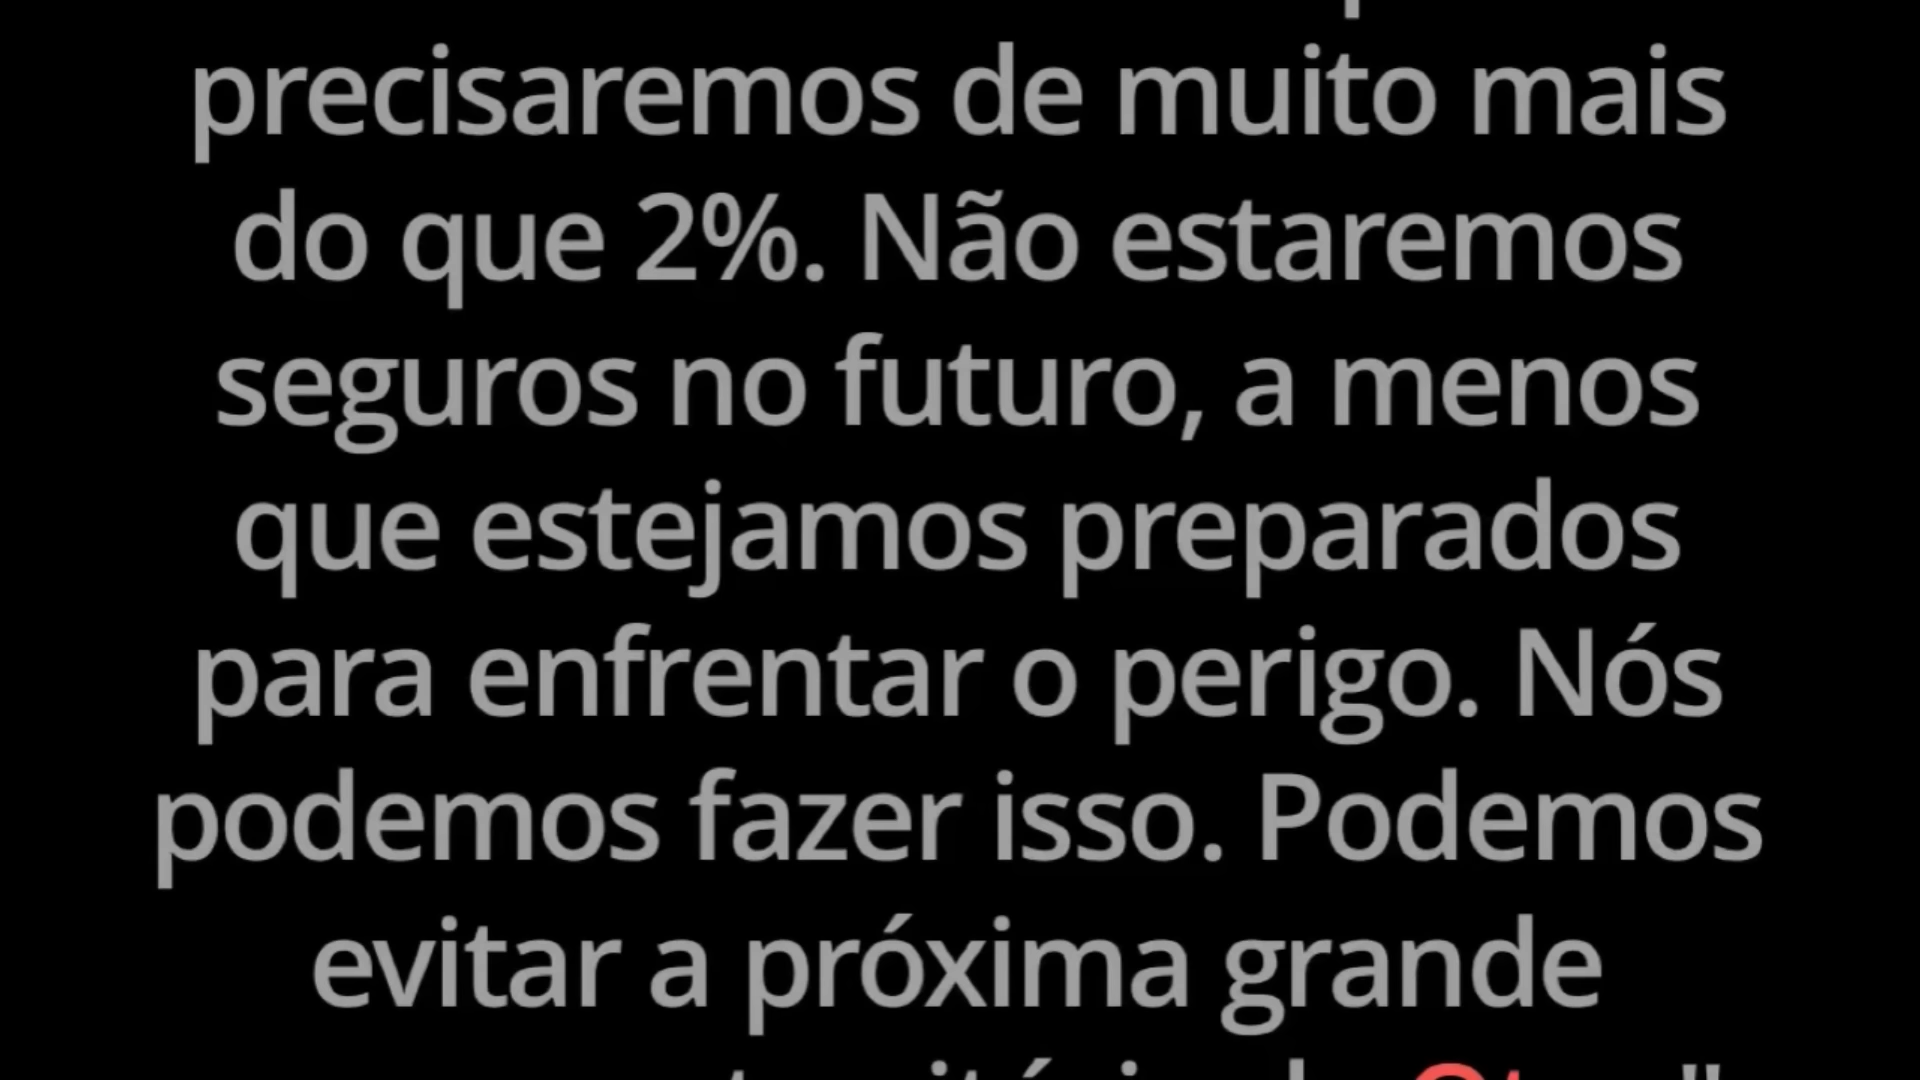 precisaremos de muito mais
do que 2%. Não estaremos
seguros no futuro, a menos
que estejamos preparados
para enfrentar o perigo. Nós
podemos fazer isso. Podemos
evitar a próxima grande